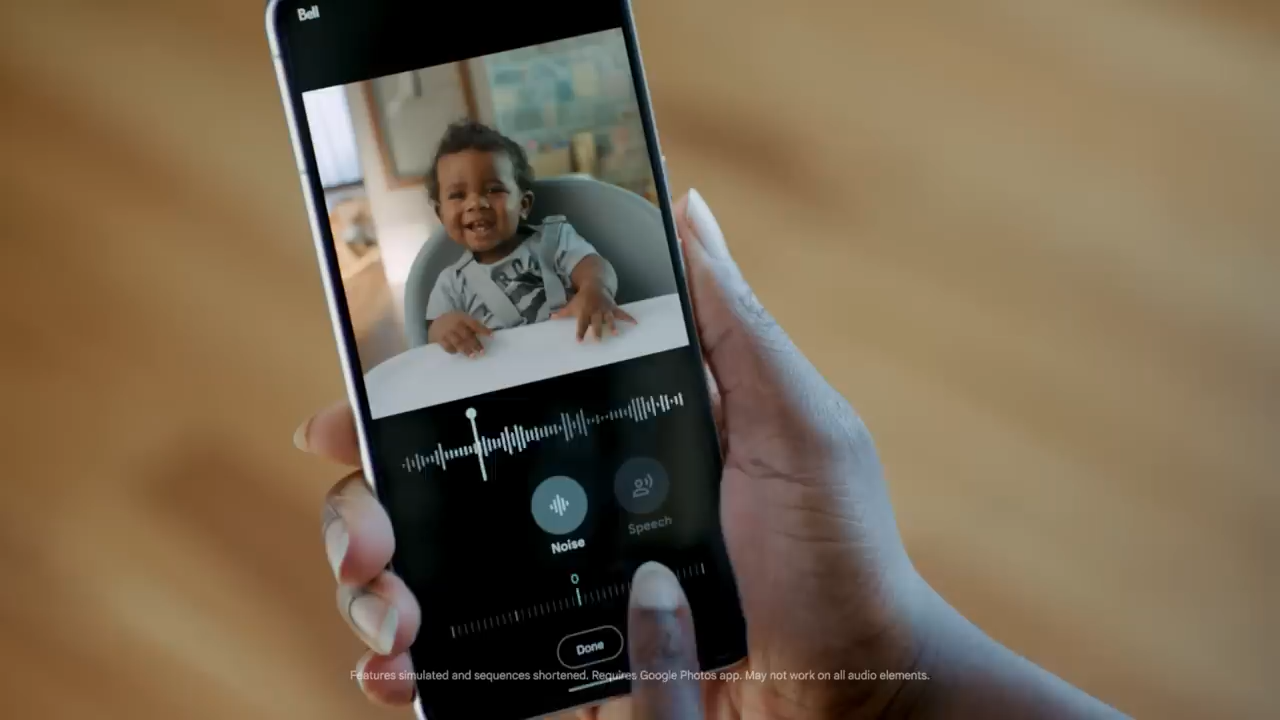 Bell
Noise
Speech
0
Done
Features simulated and sequences shortened. Requires Google Photos app. May not work on all audio elements.